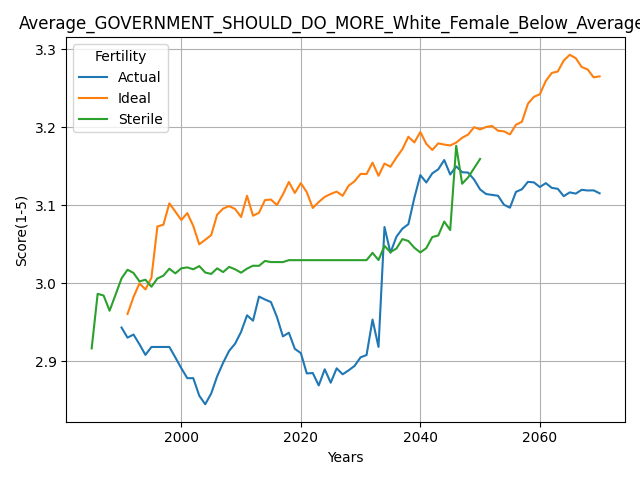 Average_GOVERNMENT_SHOULD_DO_MORE_White_Female_Below_Average
Fertility
Actual
Ideal
Sterile
Score(1-5)
3.3
3.2
3.1
3.0
2.9
2000
2020
2040
2060
Years